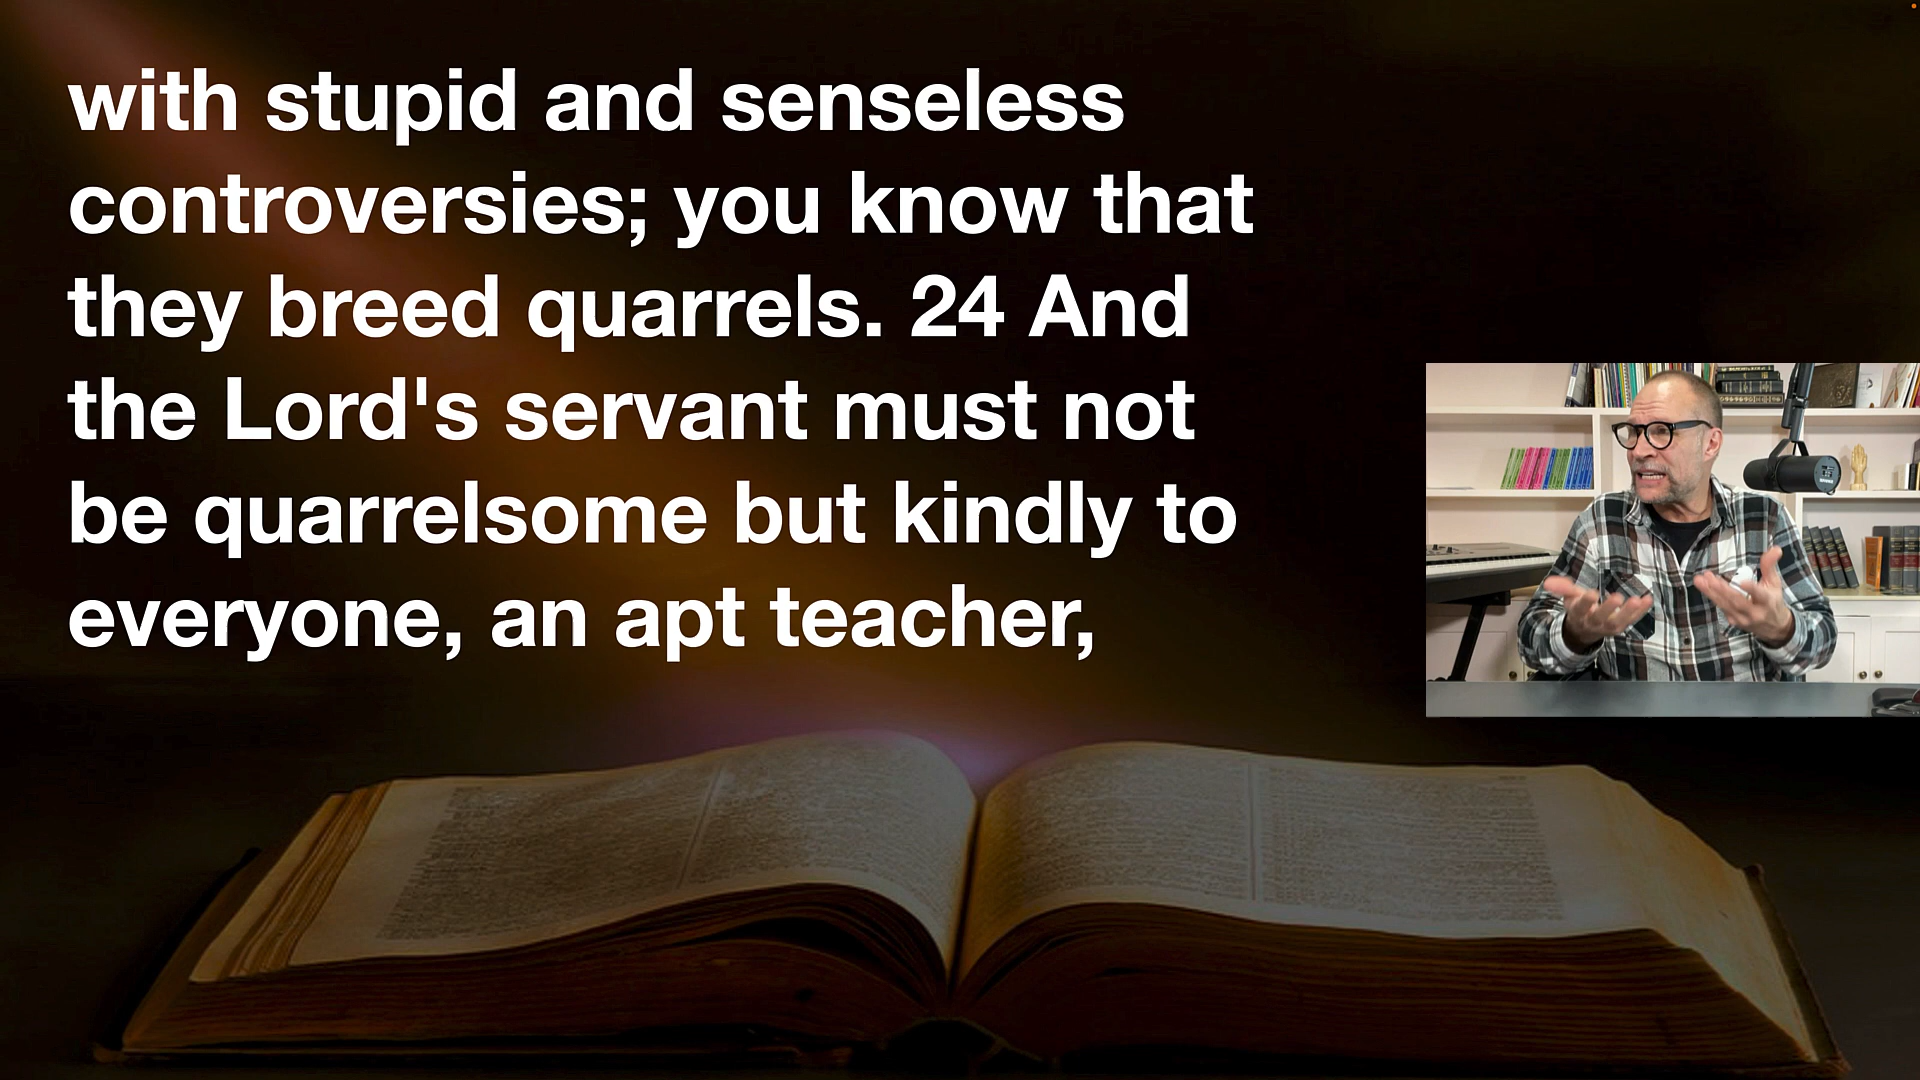 with stupid and senseless
controversies; you know that
they breed quarrels. 24 And
the Lord's servant must not
be quarrelsome but kindly to
everyone, an apt teacher,